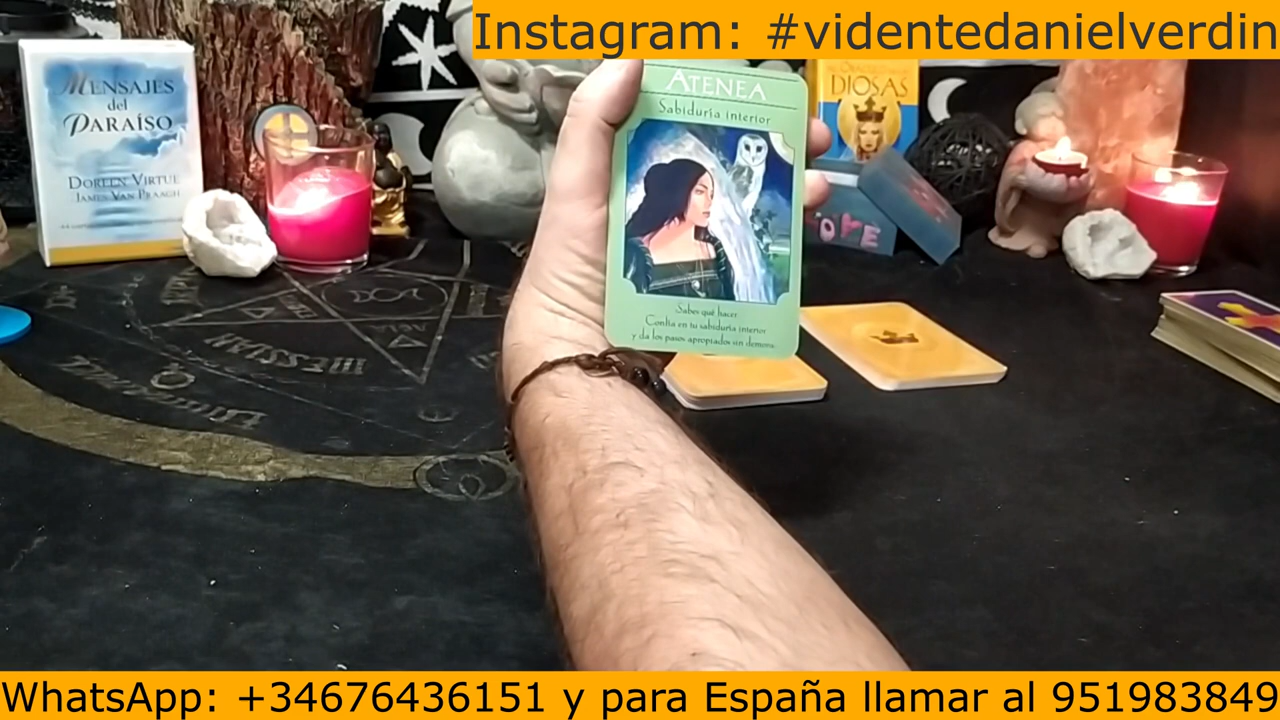 Instagram: #videntedanielverdin
MENSAJES
del
PARAÍSO
DOREEN VIRTUE
JAMES VAN PRAAGH
ATENEA
Sabiduría interior
Sabes qué hacer
Confía en tu sabiduría interior
y da los pasos apropiados sin demora.
DIOSAS
LOVE
MESSIAH
WhatsApp: +34676436151 y para España llamar al 951983849